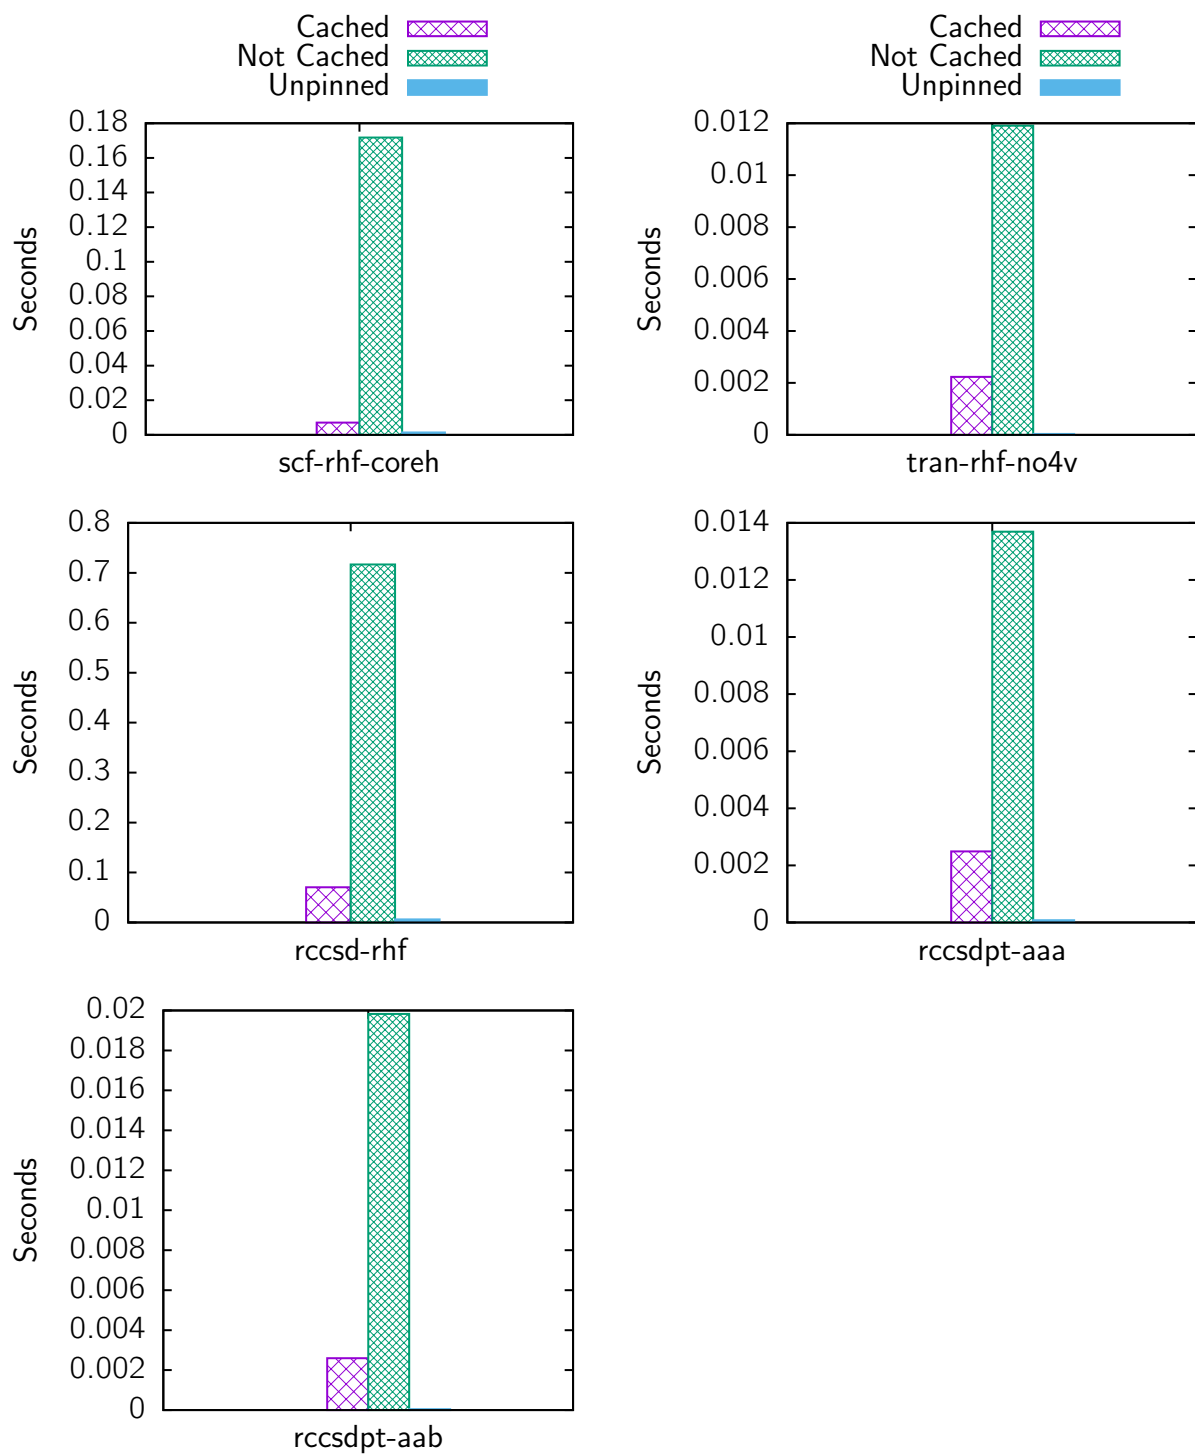 Cached
Not Cached
Unpinned
0.18
0.16
0.14
0.12
0.1
0.08
0.06
0.04
0.02
0
Seconds
scf-rhf-coreh
Cached
Not Cached
Unpinned
0.012
0.01
0.008
0.006
0.004
0.002
0
Seconds
tran-rhf-no4v
0.8
0.7
0.6
0.5
0.4
0.3
0.2
0.1
0
Seconds
rccsd-rhf
0.014
0.012
0.01
0.008
0.006
0.004
0.002
0
Seconds
rccsdpt-aaa
0.02
0.018
0.016
0.014
0.012
0.01
0.008
0.006
0.004
0.002
0
Seconds
rccsdpt-aab